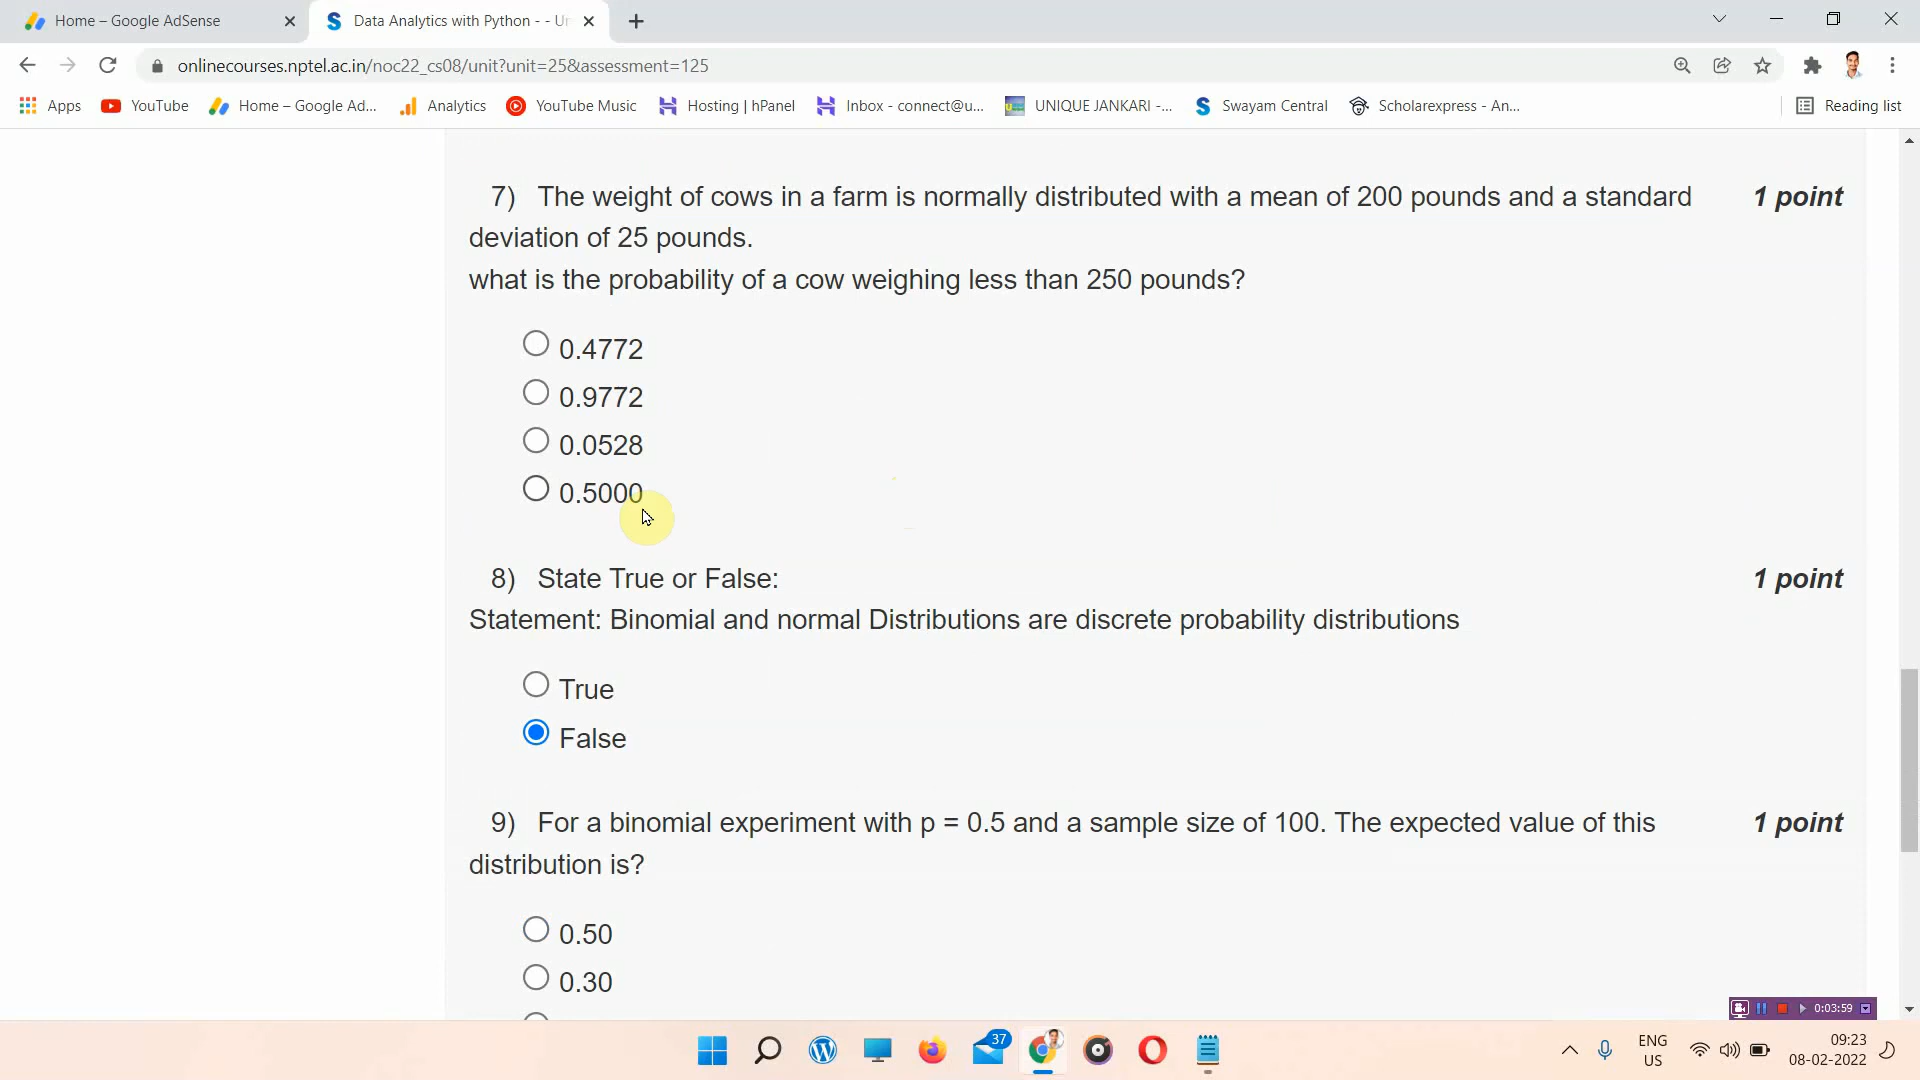 Home – Google AdSense
Data Analytics with Python - - Un
onlinecourses.nptel.ac.in/noc22_cs08/unit?unit=25&assessment=125
Apps YouTube Home – Google Ad... Analytics YouTube Music Hosting | hPanel Inbox - connect@u... UNIQUE JANKARI -... Swayam Central Scholarexpress - An... Reading list
7) The weight of cows in a farm is normally distributed with a mean of 200 pounds and a standard 1 point
deviation of 25 pounds.
what is the probability of a cow weighing less than 250 pounds?
0.4772
0.9772
0.0528
0.5000
8) State True or False: 1 point
Statement: Binomial and normal Distributions are discrete probability distributions
True
False
9) For a binomial experiment with p = 0.5 and a sample size of 100. The expected value of this 1 point
distribution is?
0.50
0.30
0:03:59
37
ENG
US
09:23
08-02-2022